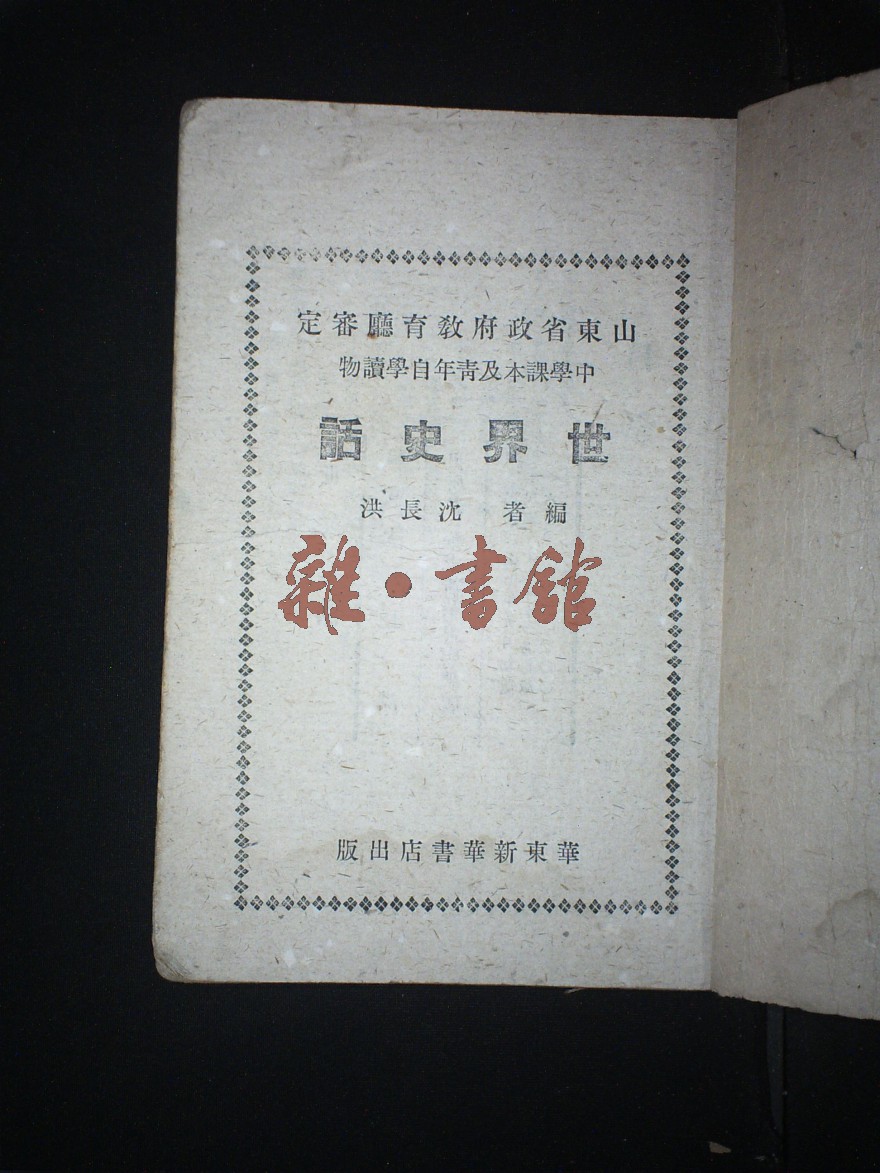 山東省政府敎育廳審定
中學課本及靑年自學讀物
世界史話
編者 沈長洪
雜·書館
華東新華書店出版